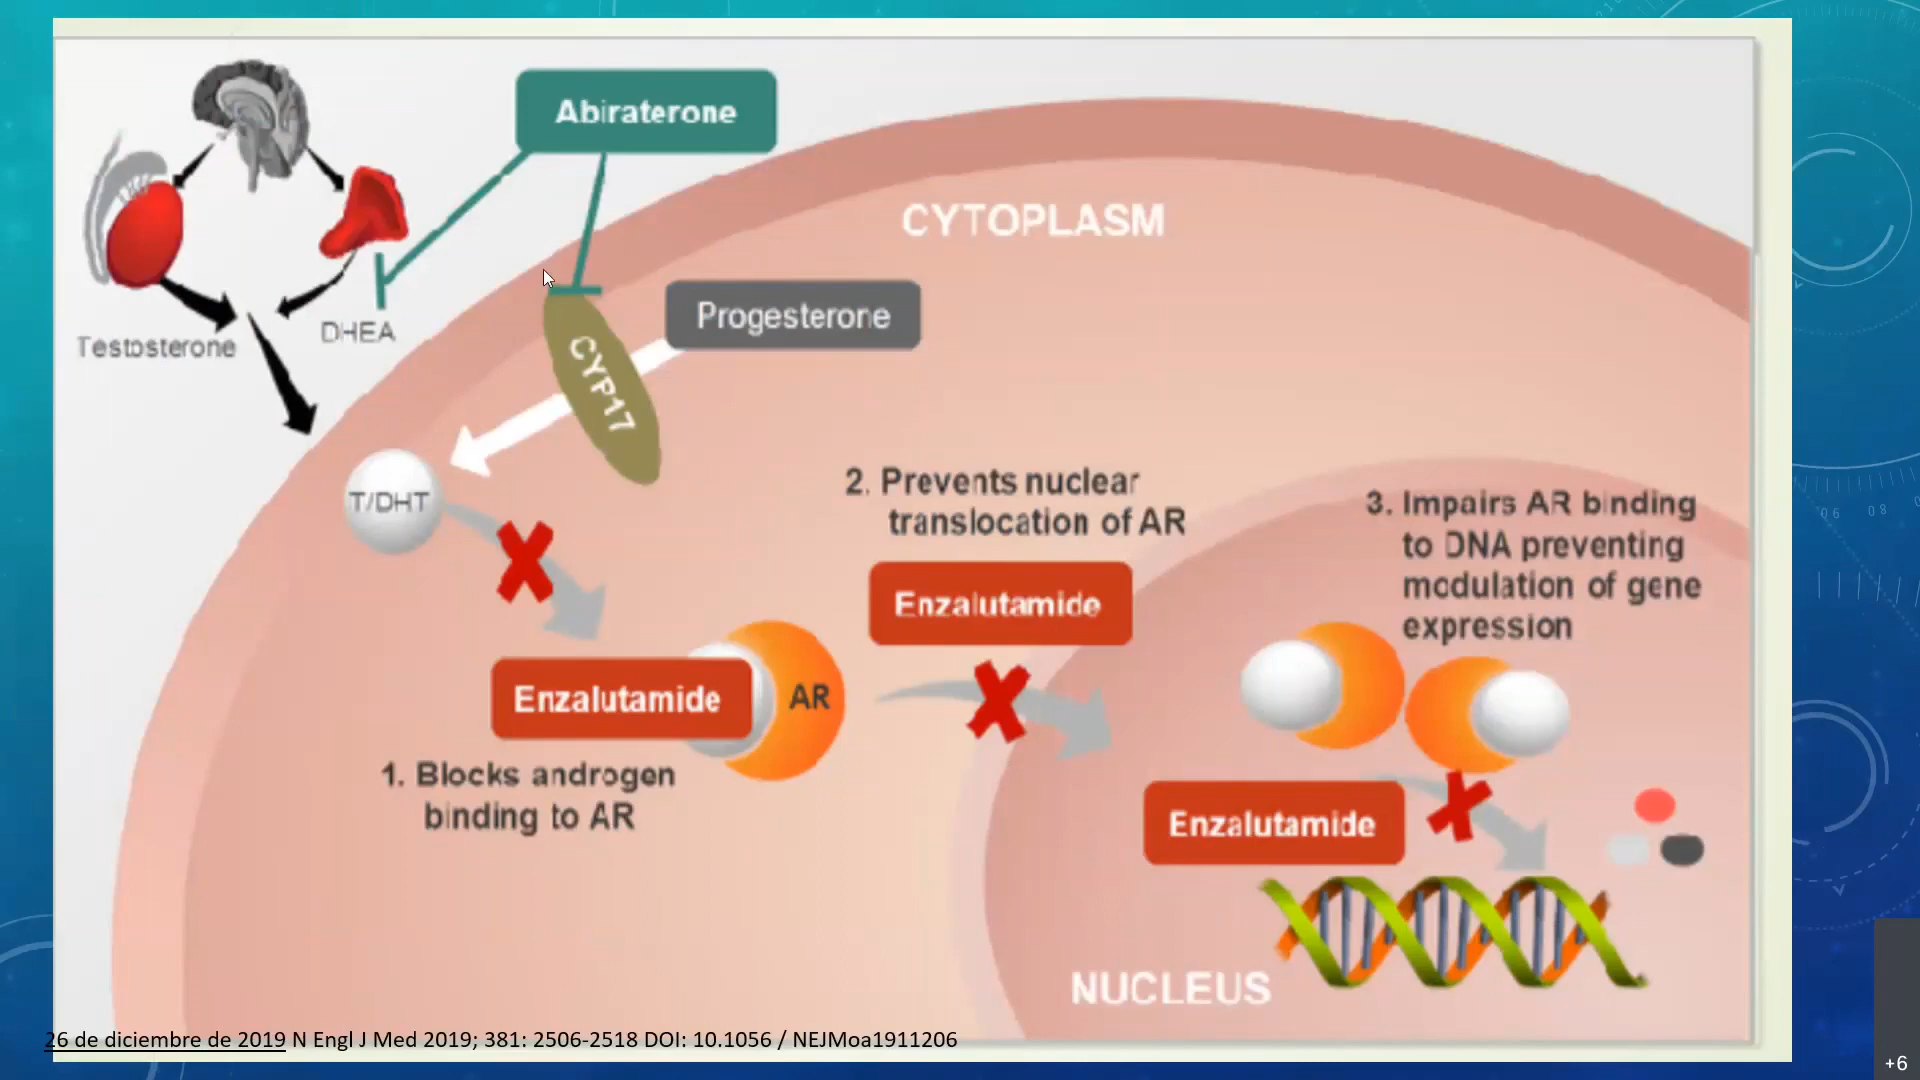 Abiraterone
CYTOPLASM
Progesterone
DHEA
Testosterone
CYP17
T/DHT
2. Prevents nuclear
translocation of AR
3. Impairs AR binding
to DNA preventing
modulation of gene
expression
Enzalutamide
Enzalutamide
AR
1. Blocks androgen
binding to AR
Enzalutamide
NUCLEUS
26 de diciembre de 2019 N Engl J Med 2019; 381: 2506-2518 DOI: 10.1056 / NEJMoa1911206
06 08
+6